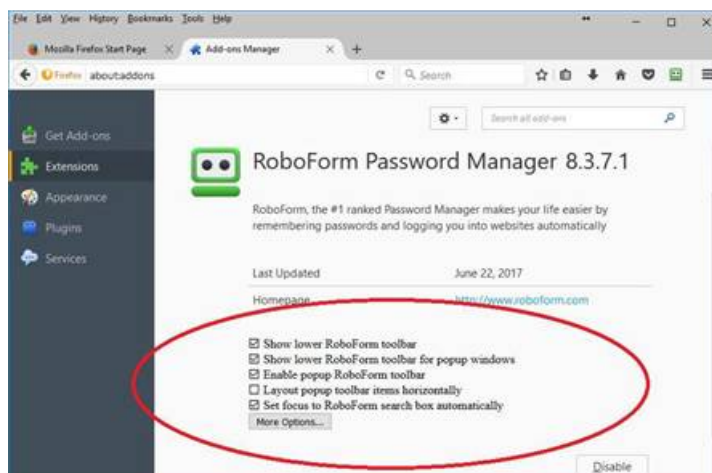 File Edit View History Bookmarks Tools Help
Mozilla Firefox Start Page
Add-ons Manager
Firefox about:addons
Search
Search all add-ons
Get Add-ons
Extensions
Appearance
Plugins
Services
RoboForm Password Manager 8.3.7.1
RoboForm, the #1 ranked Password Manager makes your life easier by
remembering passwords and logging you into websites automatically
Last Updated June 22, 2017
Homepage http://www.roboform.com
Show lower RoboForm toolbar
Show lower RoboForm toolbar for popup windows
Enable popup RoboForm toolbar
Layout popup toolbar items horizontally
Set focus to RoboForm search box automatically
More Options...
Disable